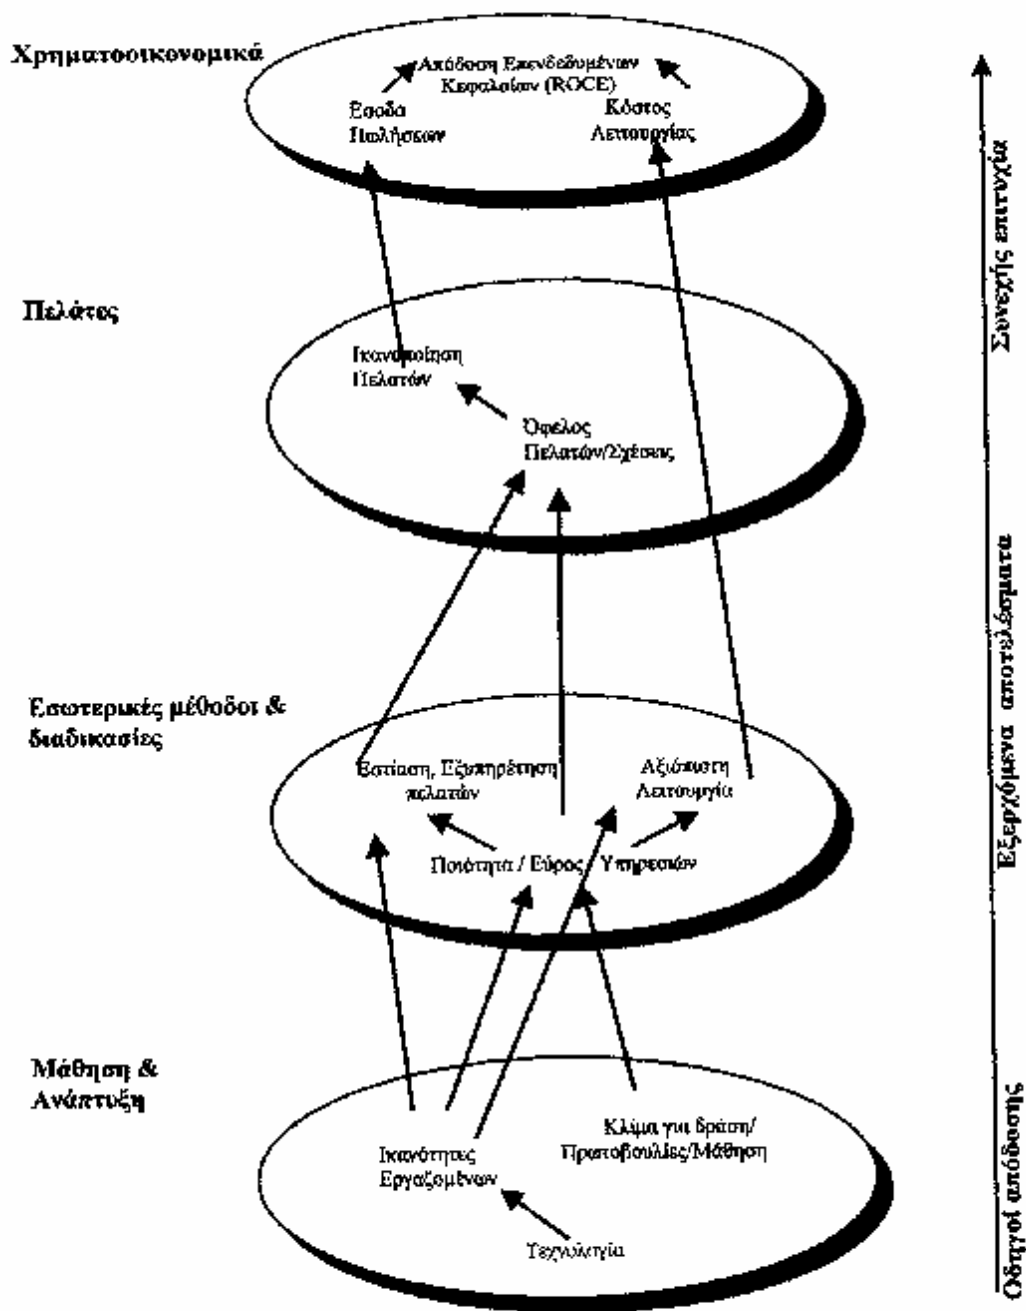 Χρηματοοικονομικά
Απόδοση Επενδεδυμένων
Κεφαλαίων (ROCE)
Έσοδα
Πωλήσεων
Κόστος
Λειτουργίας
Πελάτες
Ικανοποίηση
Πελατών
Όφελος
Πελατών/Σχέσεις
Εσωτερικές μέθοδοι &
διαδικασίες
Εστίαση, Εξυπηρέτηση
πελατών
Αξιόπιστη
Λειτουργία
Ποιότητα / Εύρος Υπηρεσιών
Μάθηση &
Ανάπτυξη
Ικανότητες
Εργαζομένων
Κλίμα για δράση/
Πρωτοβουλίες/Μάθηση
Τεχνολογία
Συνεχής επιτυχία
Εξερχόμενα αποτελέσματα
Οδηγοί απόδοσης